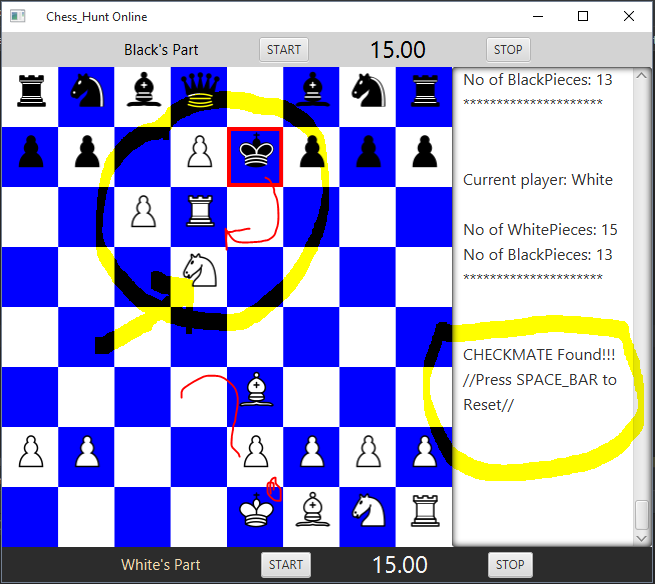 Chess_Hunt Online
Black's Part START 15.00 STOP
No of BlackPieces: 13
*********************
Current player: White
No of WhitePieces: 15
No of BlackPieces: 13
*********************
CHECKMATE Found!!!
//Press SPACE_BAR to
Reset//
White's Part START 15.00 STOP